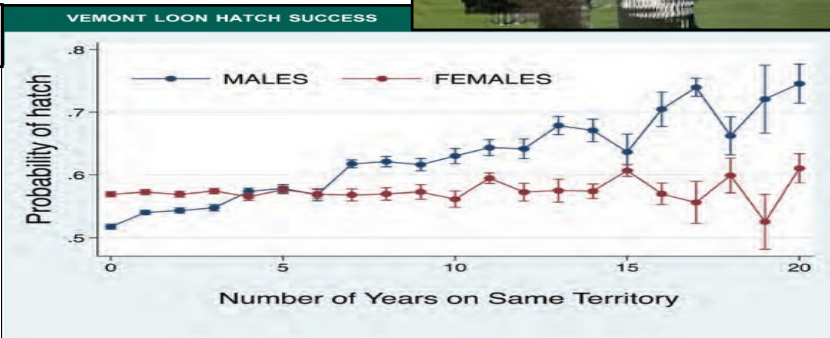 VEMONT LOON HATCH SUCCESS
MALES FEMALES
Probability of hatch
.8
.7
.6
.5
0 5 10 15 20
Number of Years on Same Territory